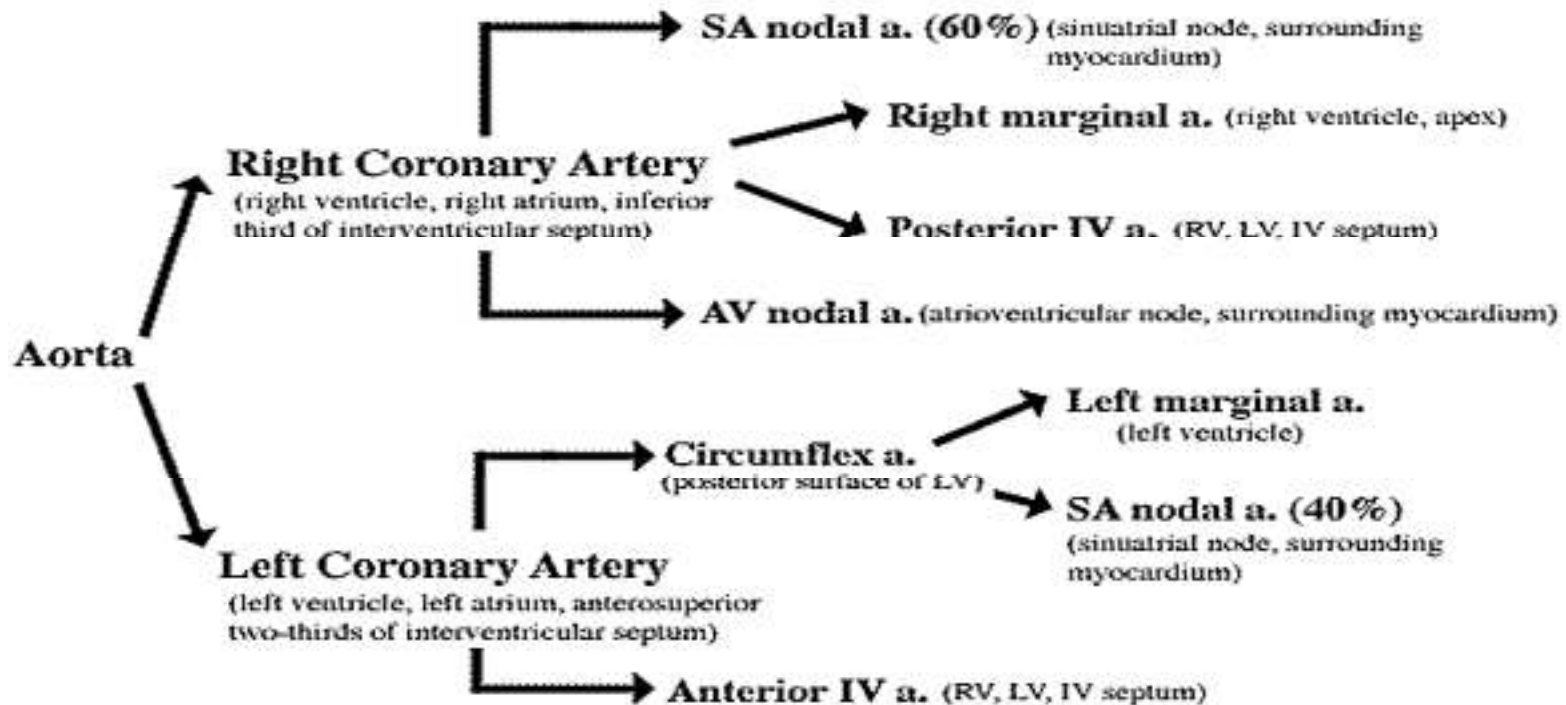 SA nodal a. (60%) (sinuatrial node, surrounding
myocardium)
Right marginal a. (right ventricle, apex)
Right Coronary Artery
(right ventricle, right atrium, inferior
third of interventricular septum)
Posterior IV a. (RV, LV, IV septum)
AV nodal a. (atrioventricular node, surrounding myocardium)
Aorta
Left marginal a.
(left ventricle)
Circumflex a.
(posterior surface of LV)
SA nodal a. (40%)
(sinuatrial node, surrounding
myocardium)
Left Coronary Artery
(left ventricle, left atrium, anterosuperior
two-thirds of interventricular septum)
Anterior IV a. (RV, LV, IV septum)